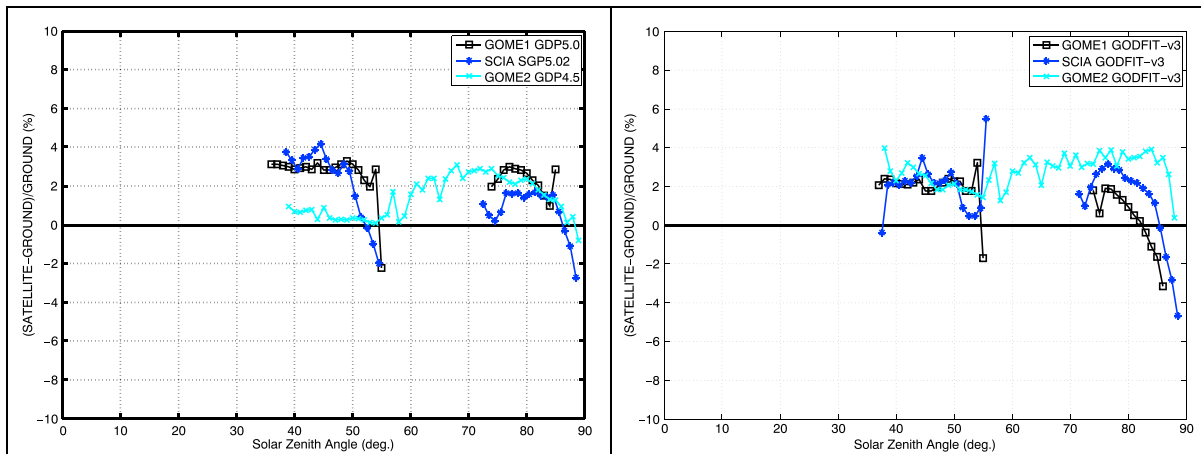 10
8
6
4
2
0
-2
-4
-6
-8
-10
(SATELLITE-GROUND)/GROUND (%)
GOME1 GDP5.0
SCIA SGP5.02
GOME2 GDP4.5
0 10 20 30 40 50 60 70 80 90
Solar Zenith Angle (deg.)
10
8
6
4
2
0
-2
-4
-6
-8
-10
(SATELLITE-GROUND)/GROUND (%)
GOME1 GODFIT-v3
SCIA GODFIT-v3
GOME2 GODFIT-v3
0 10 20 30 40 50 60 70 80 90
Solar Zenith Angle (deg.)